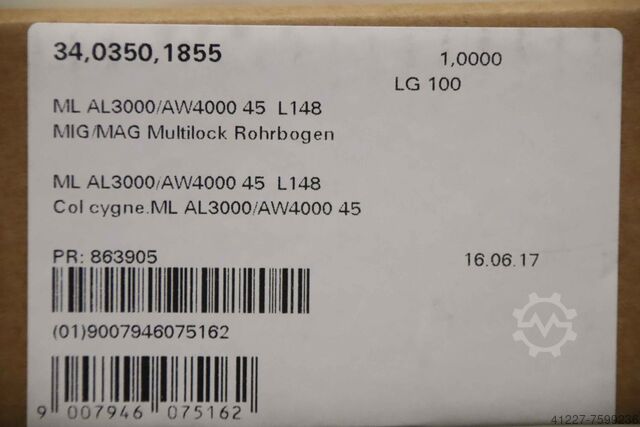 34,0350,1855
1,0000
LG 100
ML AL3000/AW4000 45 L148
MIG/MAG Multilock Rohrbogen
ML AL3000/AW4000 45 L148
Col cygne.ML AL3000/AW4000 45
PR: 863905
16.06.17
(01)9007946075162
9 007946 075162
41227-7599236